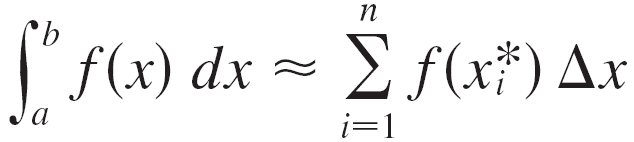 ∫_a^b f(x) dx ≈ ∑_{i=1}^n f(x_i^*) Δx